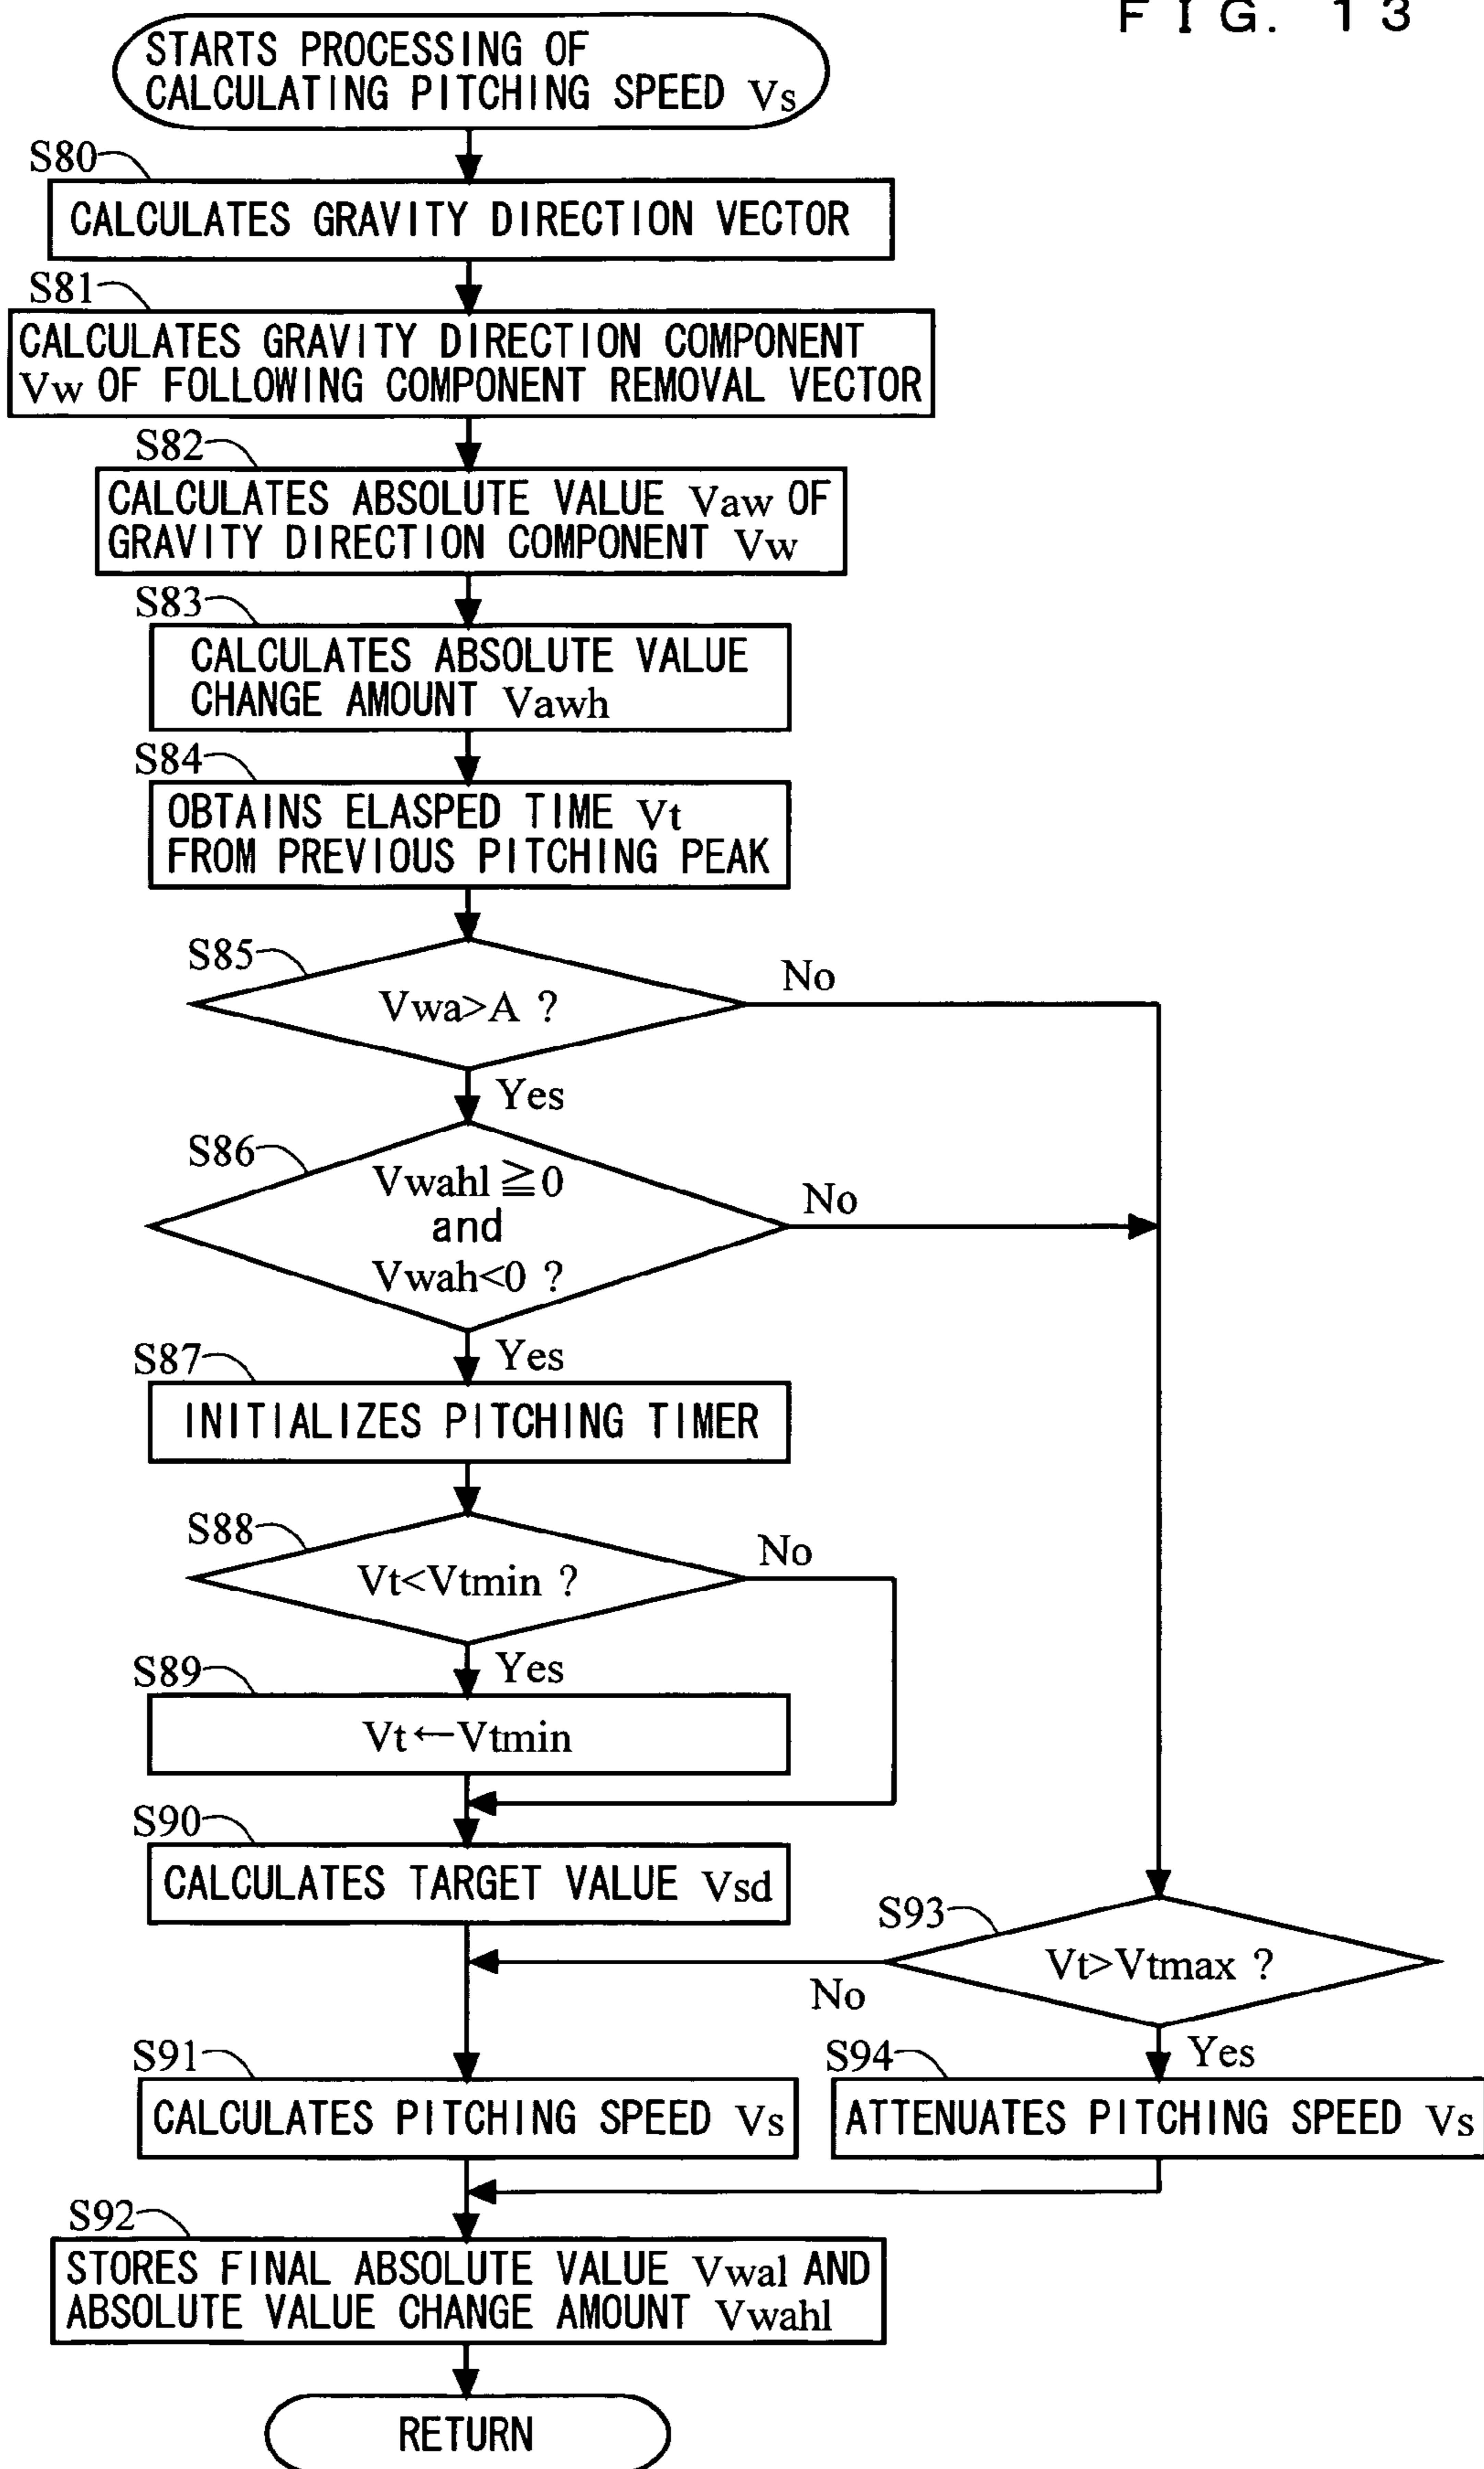 FIG. 13
STARTS PROCESSING OF
CALCULATING PITCHING SPEED Vs
S80
CALCULATES GRAVITY DIRECTION VECTOR
S81
CALCULATES GRAVITY DIRECTION COMPONENT
Vw OF FOLLOWING COMPONENT REMOVAL VECTOR
S82
CALCULATES ABSOLUTE VALUE Vaw OF
GRAVITY DIRECTION COMPONENT Vw
S83
CALCULATES ABSOLUTE VALUE
CHANGE AMOUNT Vawh
S84
OBTAINS ELASPED TIME Vt
FROM PREVIOUS PITCHING PEAK
S85
Vwa>A ?
No
Yes
S86
Vwahl≧0
and
Vwah<0 ?
No
Yes
S87
INITIALIZES PITCHING TIMER
S88
Vt<Vtmin ?
No
Yes
S89
Vt←Vtmin
S90
CALCULATES TARGET VALUE Vsd
S93
Vt>Vtmax ?
No
Yes
S91
CALCULATES PITCHING SPEED Vs
S94
ATTENUATES PITCHING SPEED Vs
S92
STORES FINAL ABSOLUTE VALUE Vwal AND
ABSOLUTE VALUE CHANGE AMOUNT Vwahl
RETURN